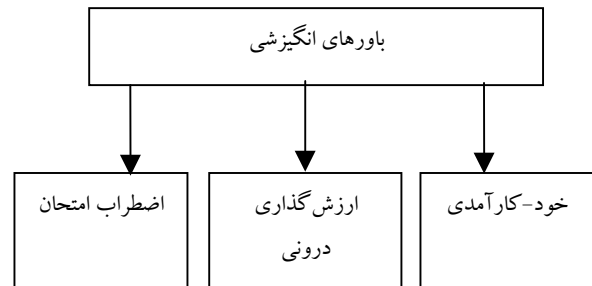 باورهای انگیزشی
خود-کارآمدی
ارزش‌گذاری
درونی
اضطراب امتحان